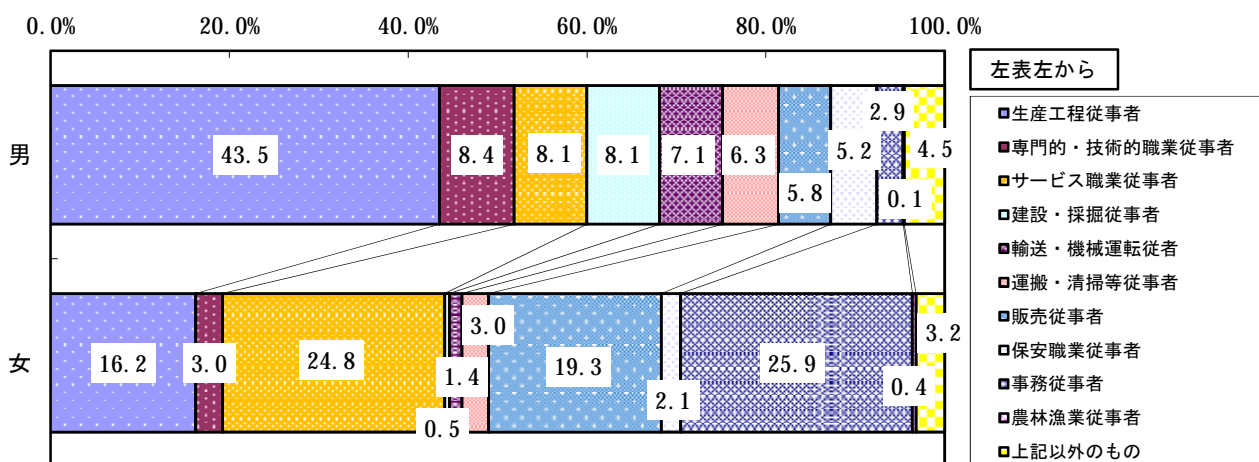 0.0% 20.0% 40.0% 60.0% 80.0% 100.0%
左表左から
男
43.5 8.4 8.1 8.1 7.1 6.3 5.8 5.2 2.9 0.1 4.5
女
16.2 3.0 24.8 0.5 1.4 3.0 19.3 2.1 25.9 0.4 3.2
生産工程従事者
専門的・技術的職業従事者
サービス職業従事者
建設・採掘従事者
輸送・機械運転従者
運搬・清掃等従事者
販売従事者
保安職業従事者
事務従事者
農林漁業従事者
上記以外のもの